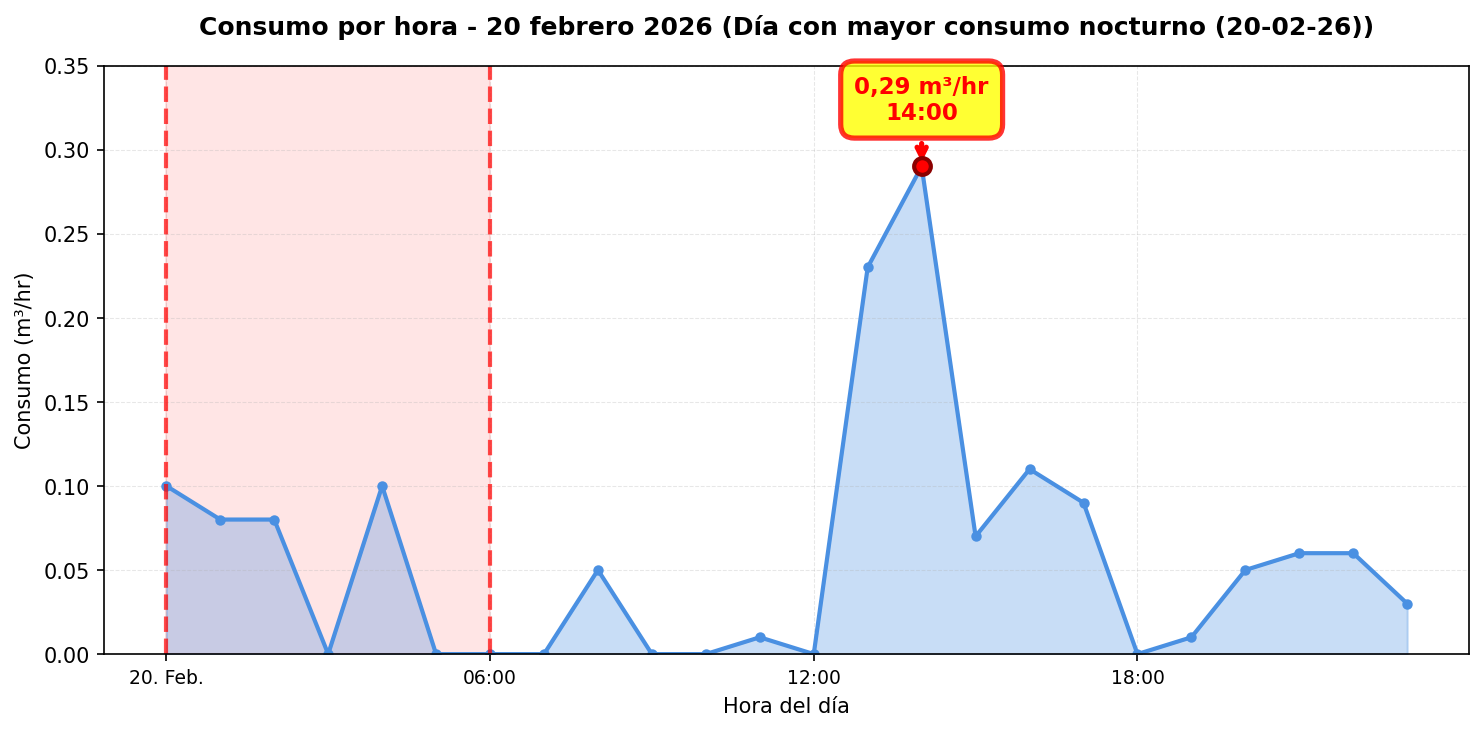 Consumo por hora - 20 febrero 2026 (Día con mayor consumo nocturno (20-02-26))
0,29 m³/hr
14:00
Consumo (m³/hr)
0.35
0.30
0.25
0.20
0.15
0.10
0.05
0.00
20. Feb.
06:00
12:00
18:00
Hora del día